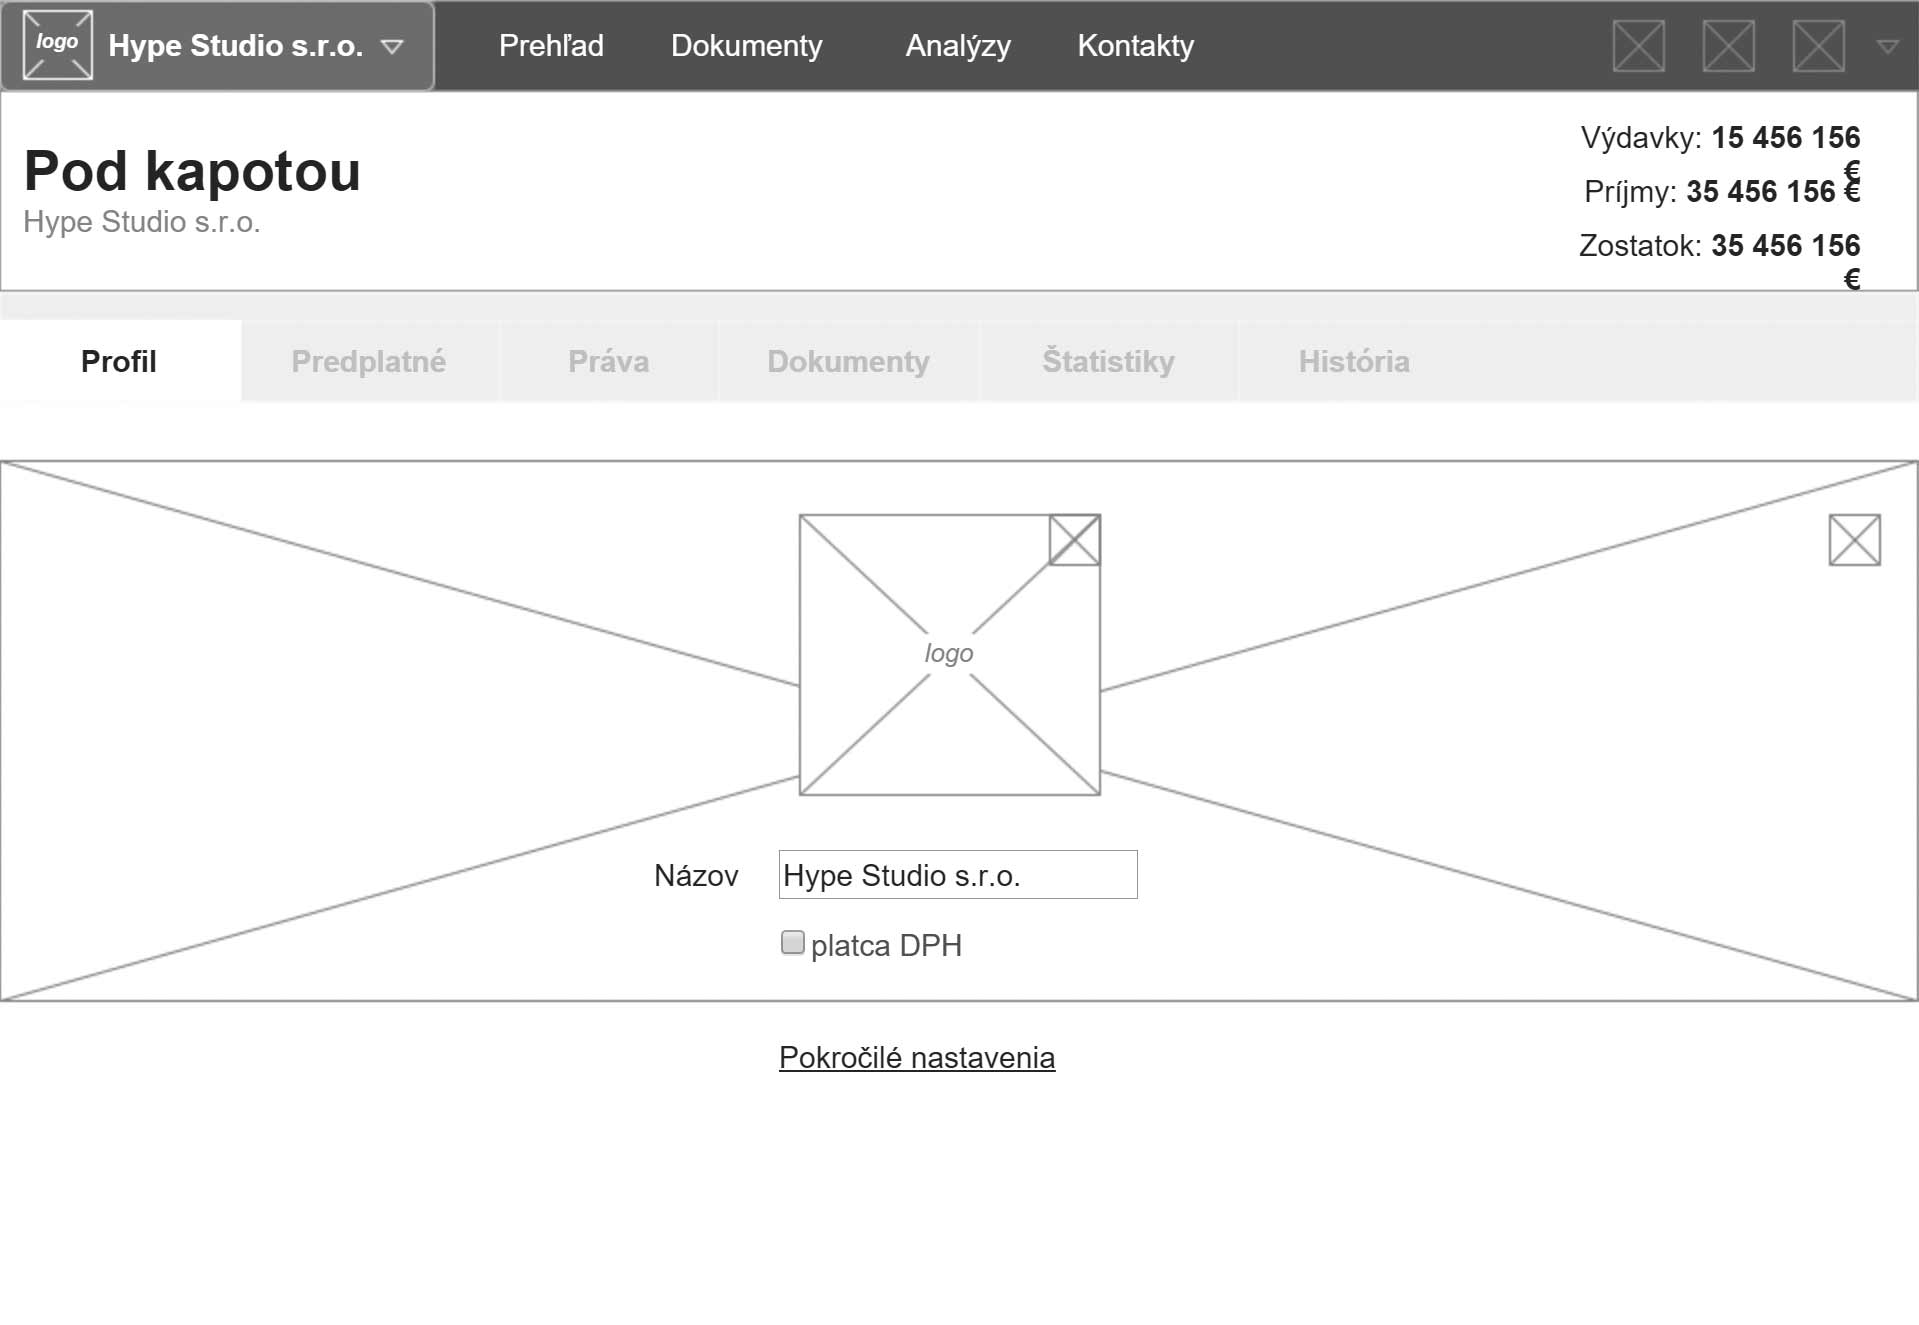 logo
Hype Studio s.r.o.
Prehľad
Dokumenty
Analýzy
Kontakty
Pod kapotou
Hype Studio s.r.o.
Výdavky: 15 456 156
€
Príjmy: 35 456 156 €
Zostatok: 35 456 156
€
Profil
Predplatné
Práva
Dokumenty
Štatistiky
História
logo
Názov
Hype Studio s.r.o.
platca DPH
Pokročilé nastavenia